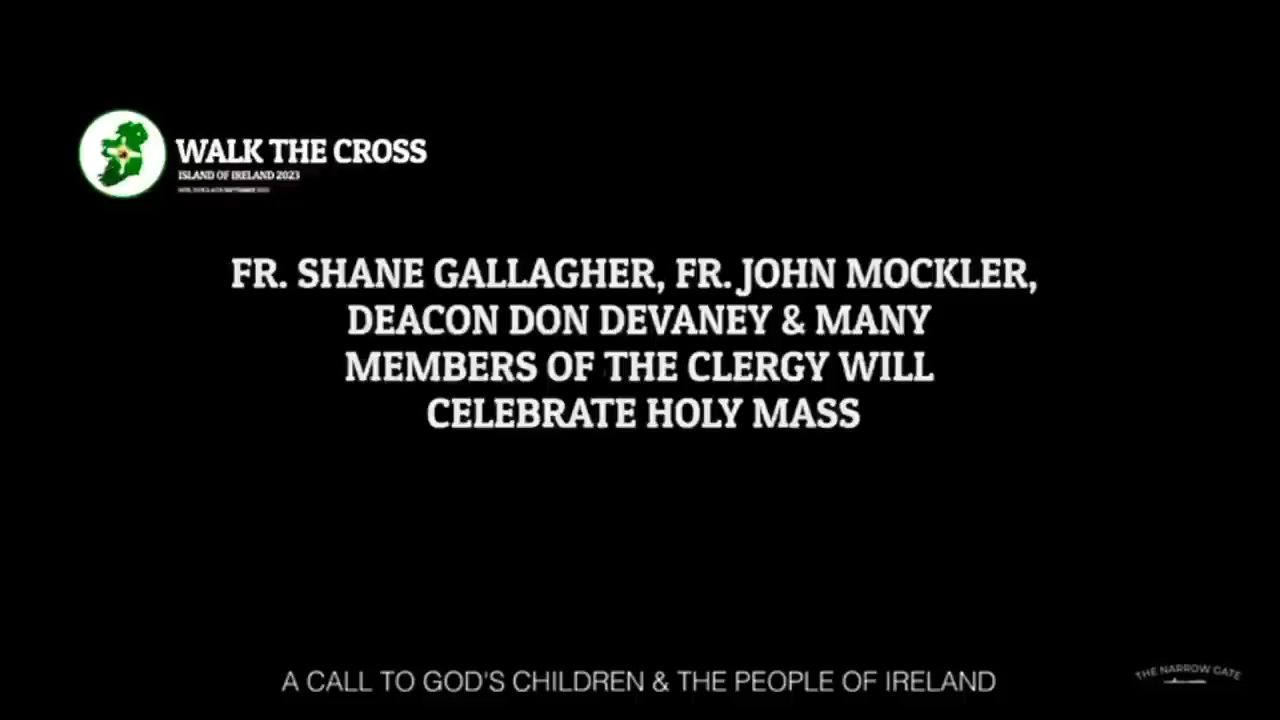 WALK THE CROSS
ISLAND OF IRELAND 2023
FR. SHANE GALLAGHER, FR. JOHN MOCKLER,
DEACON DON DEVANEY & MANY
MEMBERS OF THE CLERGY WILL
CELEBRATE HOLY MASS
A CALL TO GOD'S CHILDREN & THE PEOPLE OF IRELAND
THE NARROW GATE